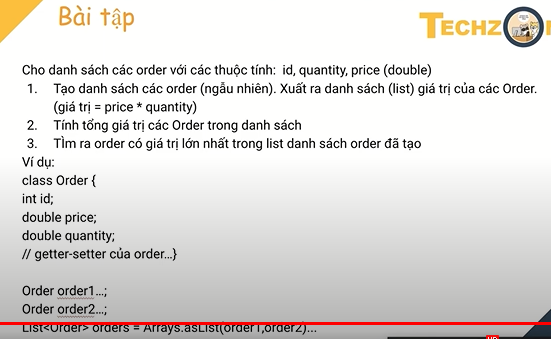 Bài tập
TECHZ
Cho danh sách các order với các thuộc tính: id, quantity, price (double)
1. Tạo danh sách các order (ngẫu nhiên). Xuất ra danh sách (list) giá trị của các Order.
(giá trị = price * quantity)
2. Tính tổng giá trị các Order trong danh sách
3. TÌm ra order có giá trị lớn nhất trong list danh sách order đã tạo
Ví dụ:
class Order {
int id;
double price;
double quantity;
// getter-setter của order…}
Order order1…;
Order order2…;
List<Order> orders = Arrays.asList(order1,order2)...